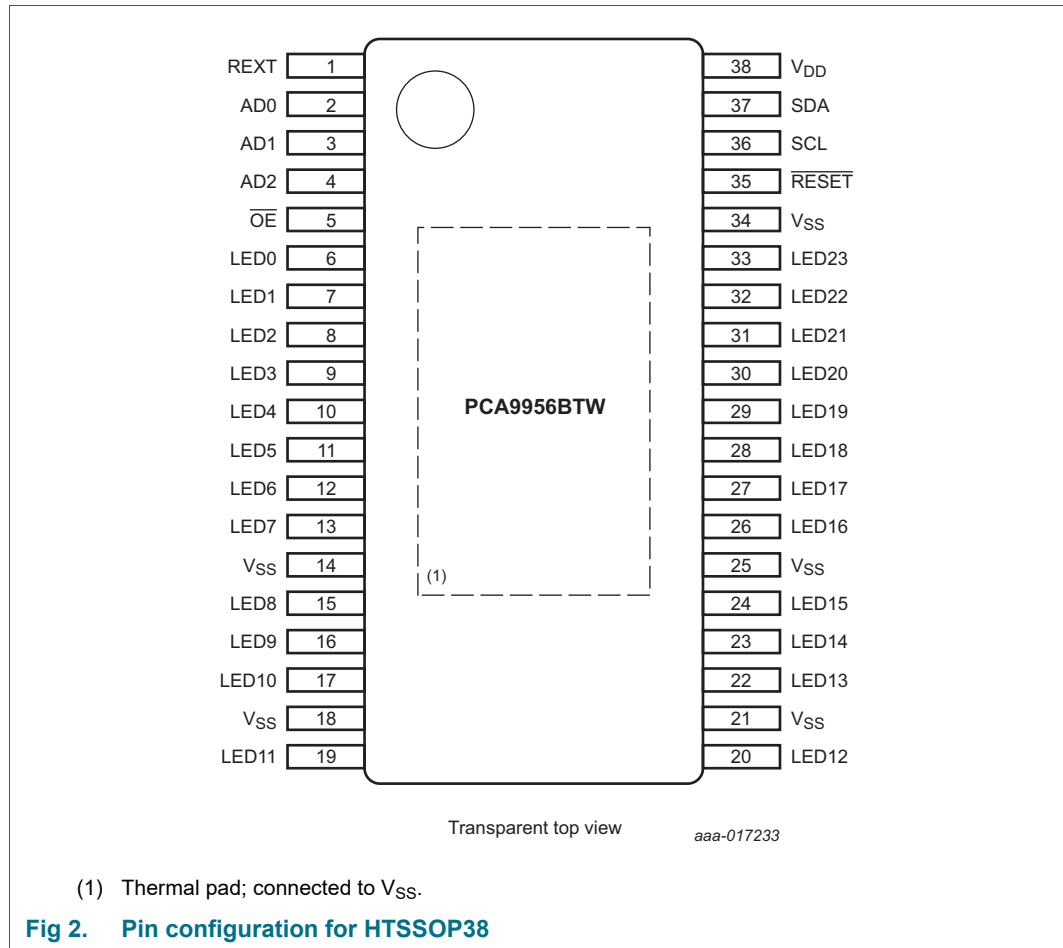 REXT 1 38 VDD
AD0 2 37 SDA
AD1 3 36 SCL
AD2 4 35 RESET
OE 5 34 VSS
LED0 6 33 LED23
LED1 7 32 LED22
LED2 8 31 LED21
LED3 9 30 LED20
LED4 10 PCA9956BTW 29 LED19
LED5 11 28 LED18
LED6 12 27 LED17
LED7 13 26 LED16
VSS 14 (1) 25 VSS
LED8 15 24 LED15
LED9 16 23 LED14
LED10 17 22 LED13
VSS 18 21 VSS
LED11 19 20 LED12
Transparent top view aaa-017233
(1) Thermal pad; connected to VSS.
Fig 2. Pin configuration for HTSSOP38